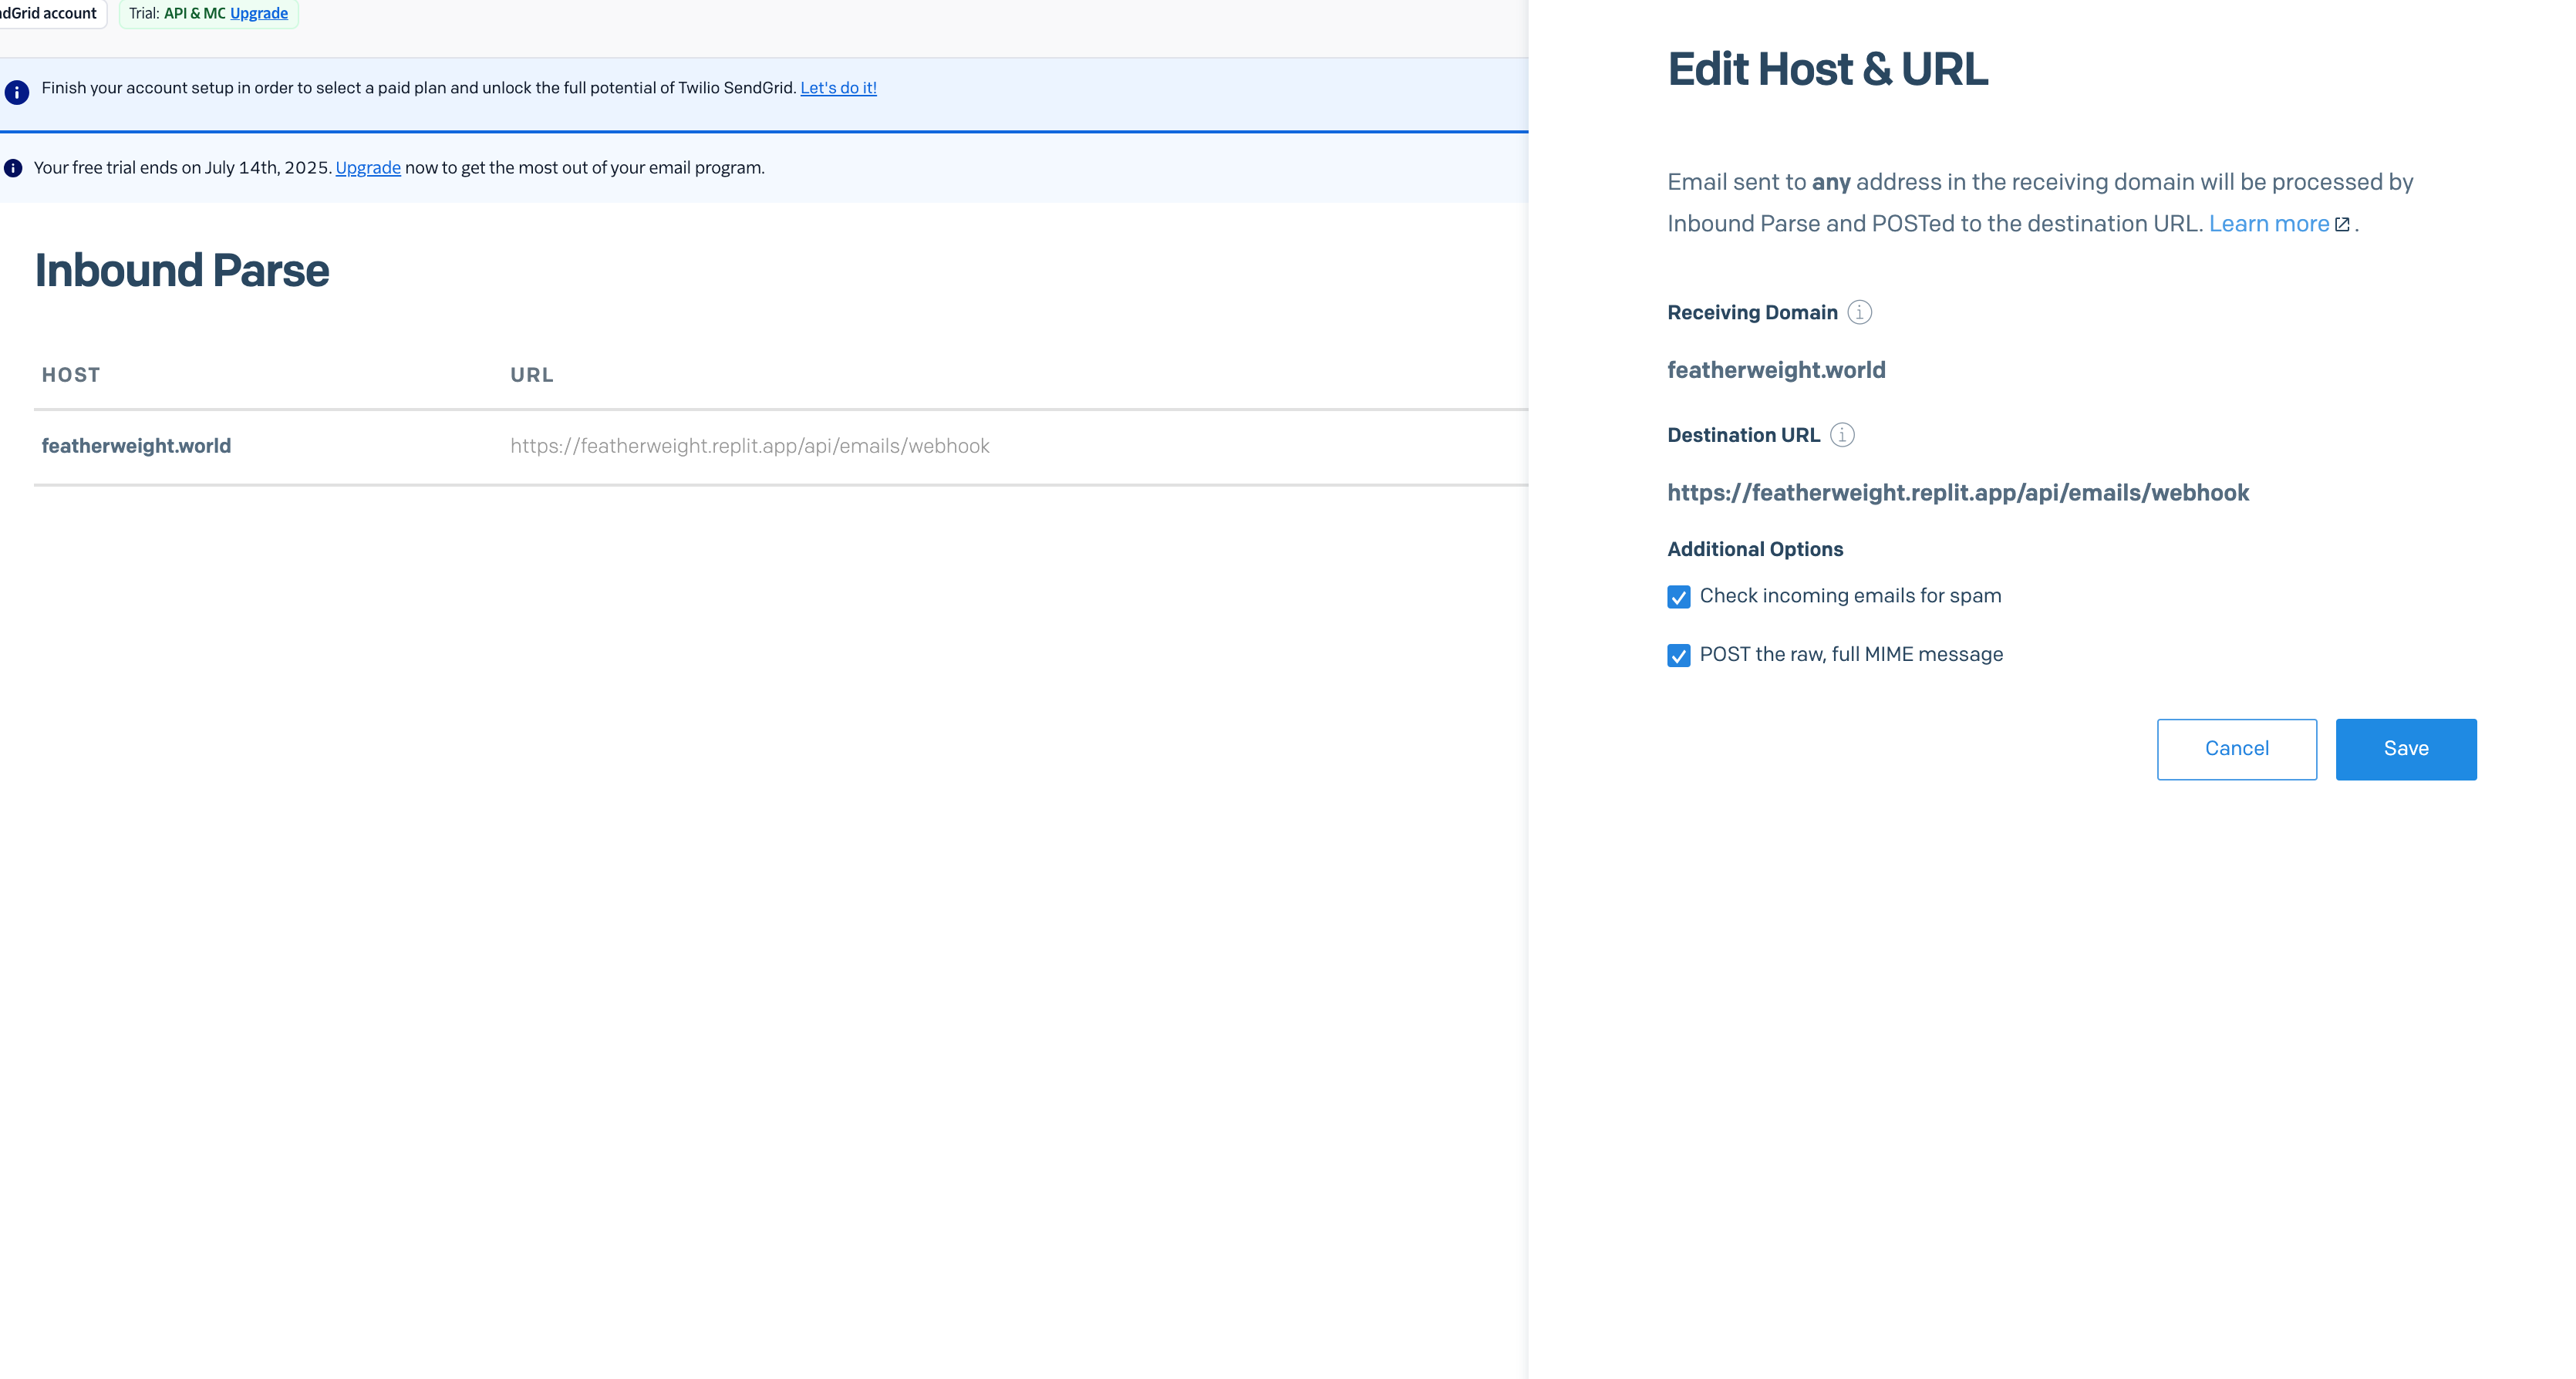 dGrid account
Trial: API & MC Upgrade
Finish your account setup in order to select a paid plan and unlock the full potential of Twilio SendGrid. Let's do it!
Your free trial ends on July 14th, 2025. Upgrade now to get the most out of your email program.
Inbound Parse
HOST URL
featherweight.world https://featherweight.replit.app/api/emails/webhook
Edit Host & URL
Email sent to any address in the receiving domain will be processed by
Inbound Parse and POSTed to the destination URL. Learn more .
Receiving Domain
featherweight.world
Destination URL
https://featherweight.replit.app/api/emails/webhook
Additional Options
Check incoming emails for spam
POST the raw, full MIME message
Cancel Save